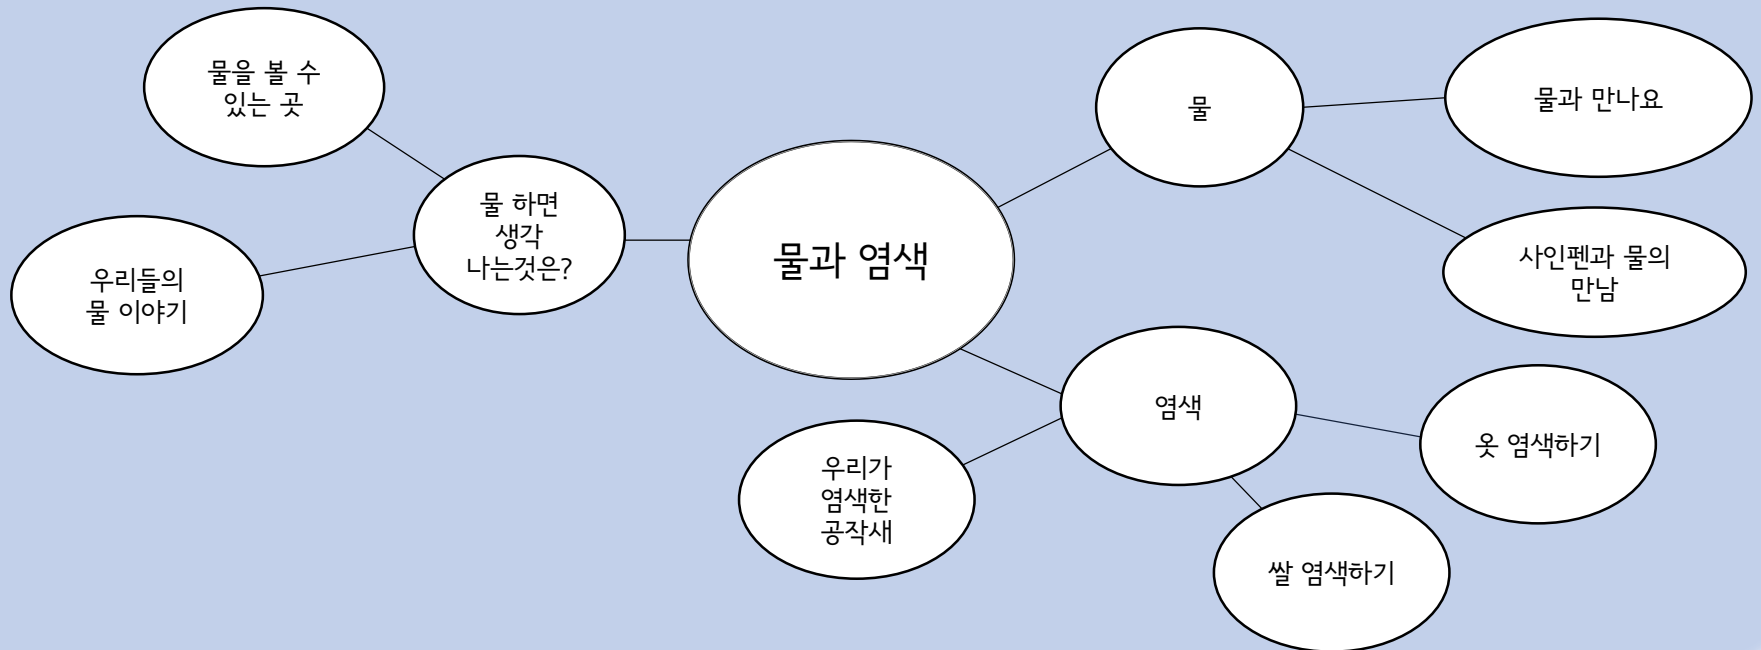 물을 볼 수
있는 곳
물 하면
생각
나는것은?
우리들의
물 이야기
물과 염색
물
물과 만나요
사인펜과 물의
만남
염색
옷 염색하기
쌀 염색하기
우리가
염색한
공작새